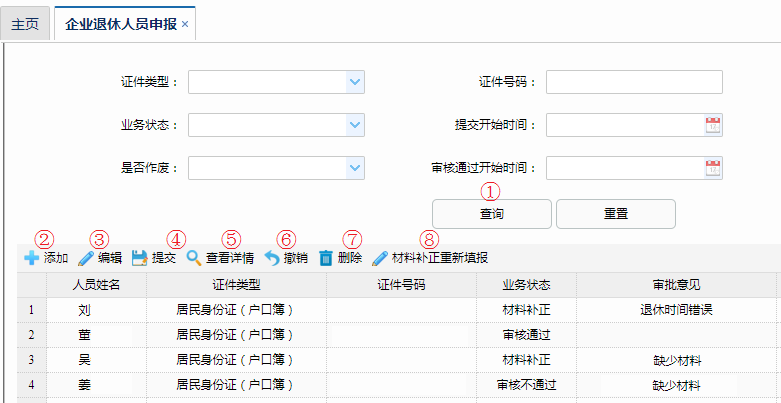 主页 企业退休人员申报 ×
证件类型： 证件号码：
业务状态： 提交开始时间：
是否作废： 审核通过开始时间：
①
查询 重置
② ③ ④ ⑤ ⑥ ⑦ ⑧
添加 编辑 提交 查看详情 撤销 删除 材料补正重新填报
人员姓名 证件类型 证件号码 业务状态 审批意见
1 刘 居民身份证（户口簿） 材料补正 退休时间错误
2 董 居民身份证（户口簿） 审核通过
3 吴 居民身份证（户口簿） 材料补正 缺少材料
4 姜 居民身份证（户口簿） 审核不通过 缺少材料